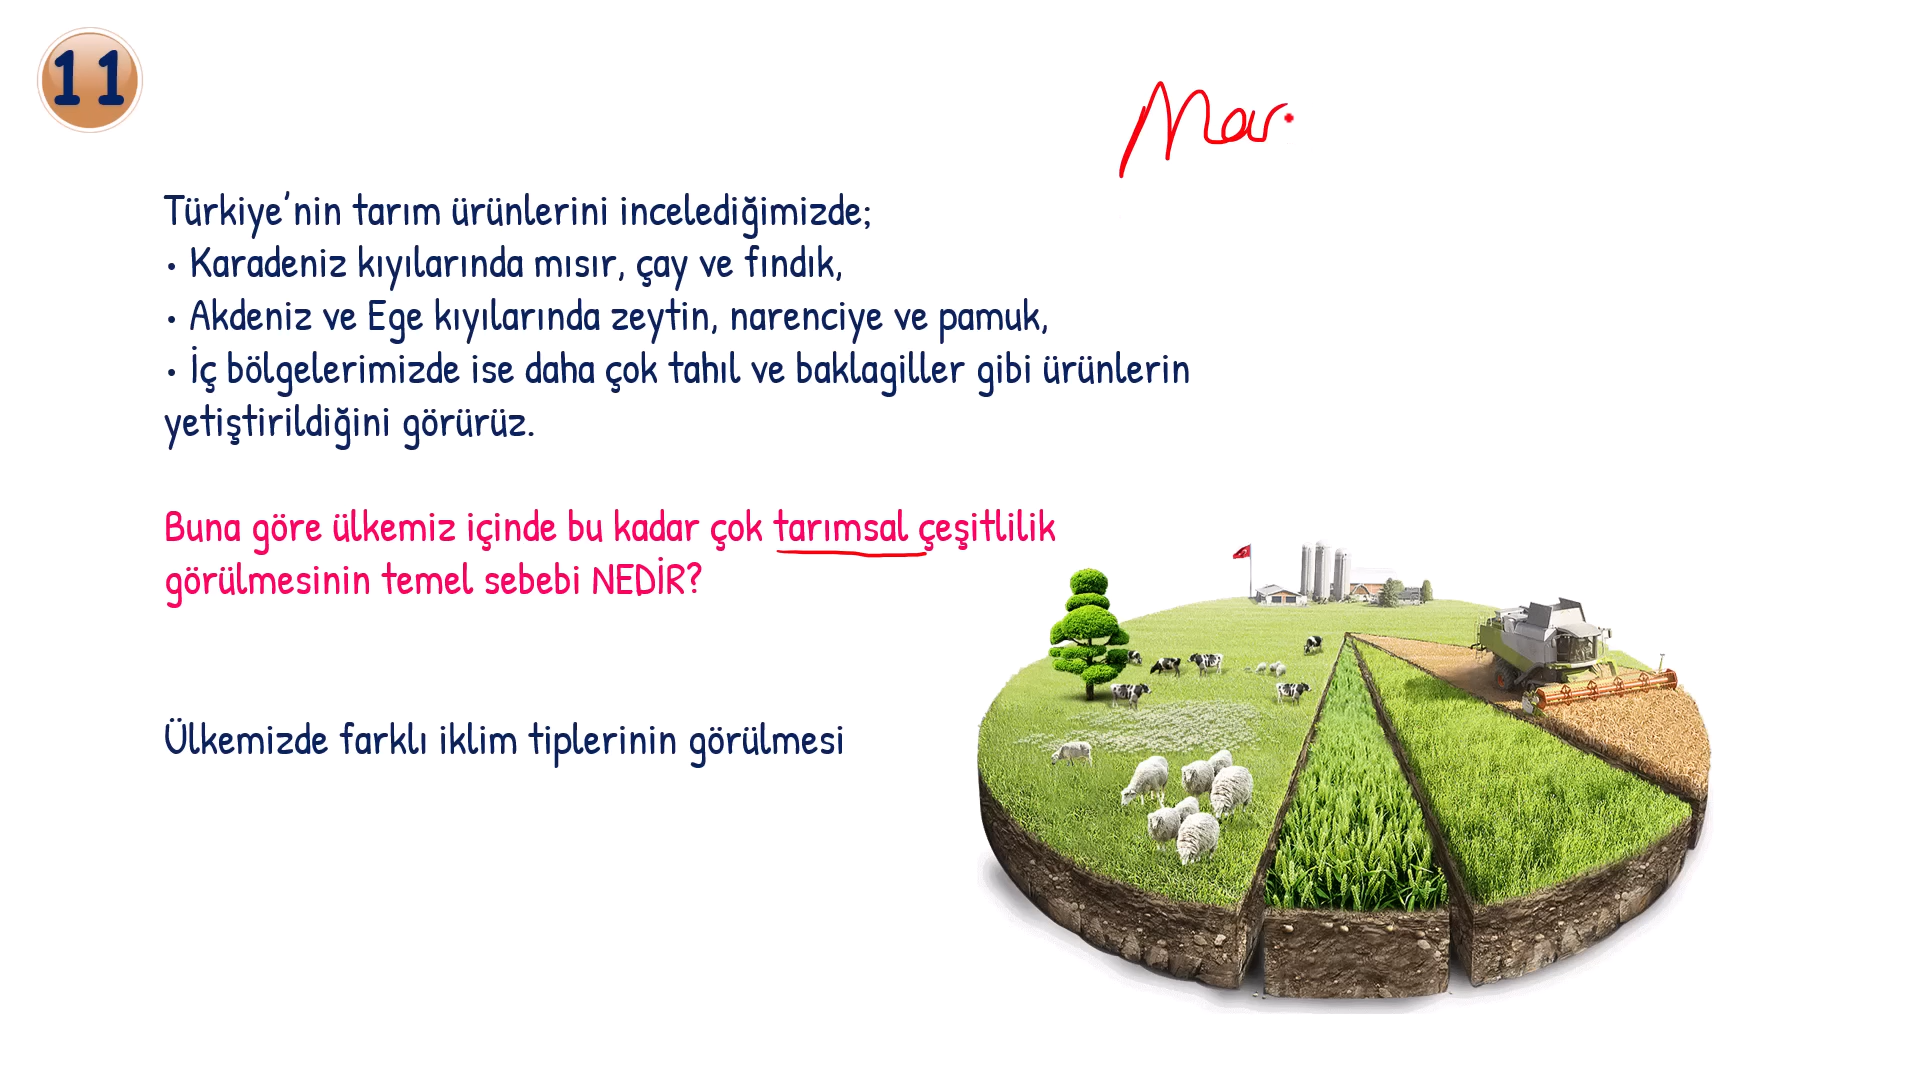 11
Mar
Türkiye'nin tarım ürünlerini incelediğimizde;
• Karadeniz kıyılarında mısır, çay ve fındık,
• Akdeniz ve Ege kıyılarında zeytin, narenciye ve pamuk,
• İç bölgelerimizde ise daha çok tahıl ve baklagiller gibi ürünlerin
yetiştirildiğini görürüz.
Buna göre ülkemiz içinde bu kadar çok tarımsal çeşitlilik
görülmesinin temel sebebi NEDİR?
Ülkemizde farklı iklim tiplerinin görülmesi